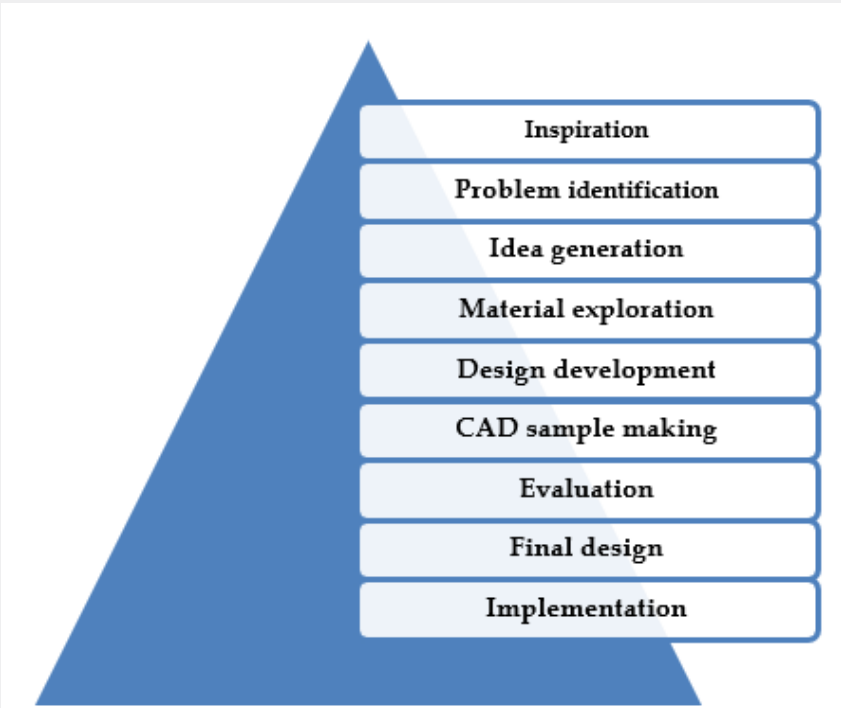 Inspiration
Problem identification
Idea generation
Material exploration
Design development
CAD sample making
Evaluation
Final design
Implementation